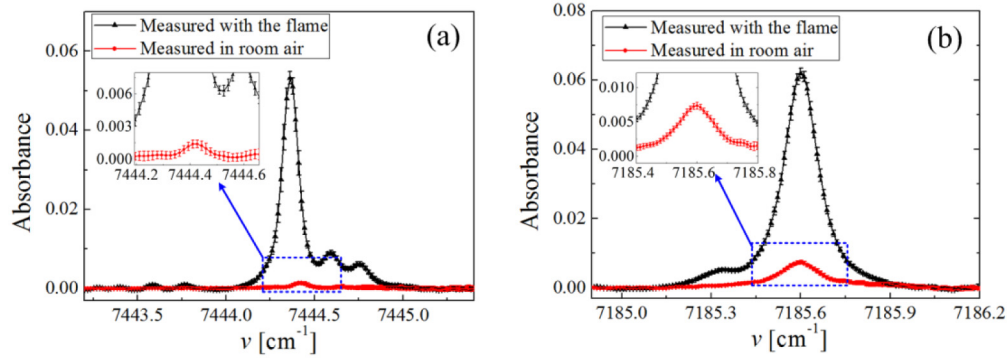 Measured with the flame
Measured in room air
(a)
0.06
0.04
0.02
0.00
Absorbance
0.006
0.003
0.000
7444.2 7444.4 7444.6
7443.5 7444.0 7444.5 7445.0
ν [cm⁻¹]
Measured with the flame
Measured in room air
(b)
0.08
0.06
0.04
0.02
0.00
Absorbance
0.010
0.005
0.000
7185.4 7185.6 7185.8
7185.0 7185.3 7185.6 7185.9 7186.2
ν [cm⁻¹]